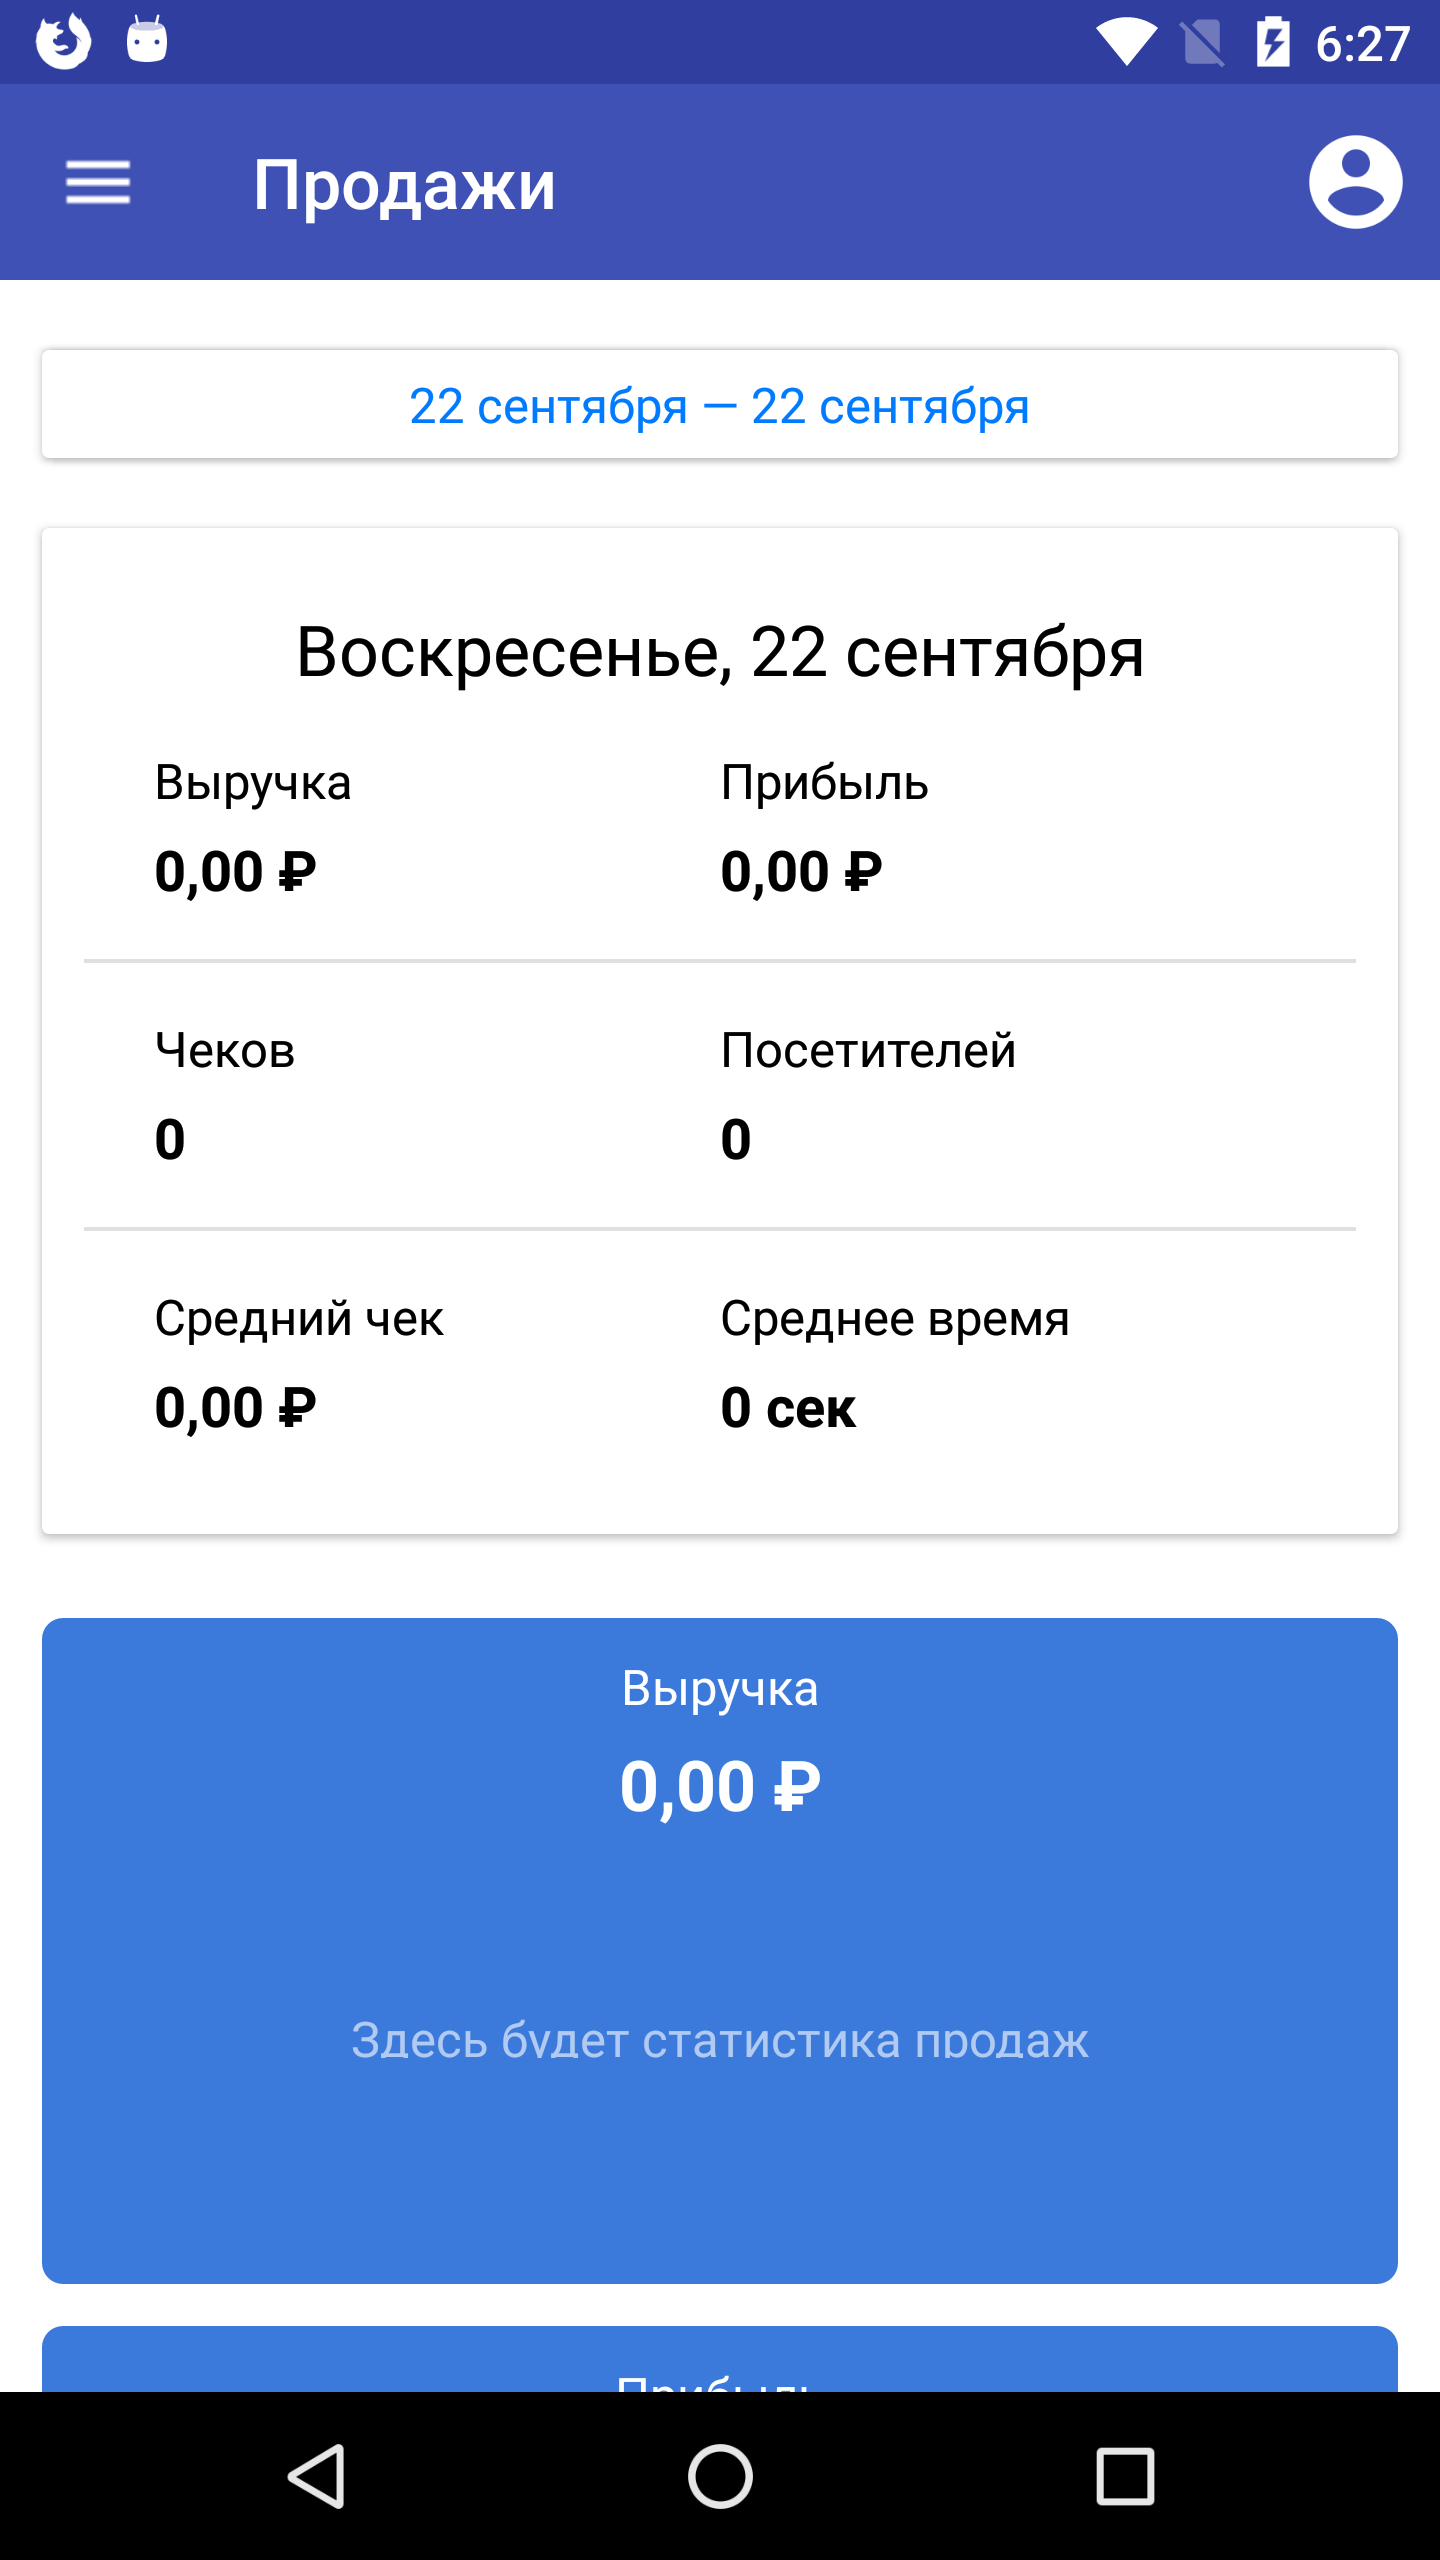 6:27
Продажи
22 сентября — 22 сентября
Воскресенье, 22 сентября
Выручка Прибыль
0,00 ₽ 0,00 ₽
Чеков Посетителей
0 0
Средний чек Среднее время
0,00 ₽ 0 сек
Выручка
0,00 ₽
Здесь будет статистика продаж
Прибыль